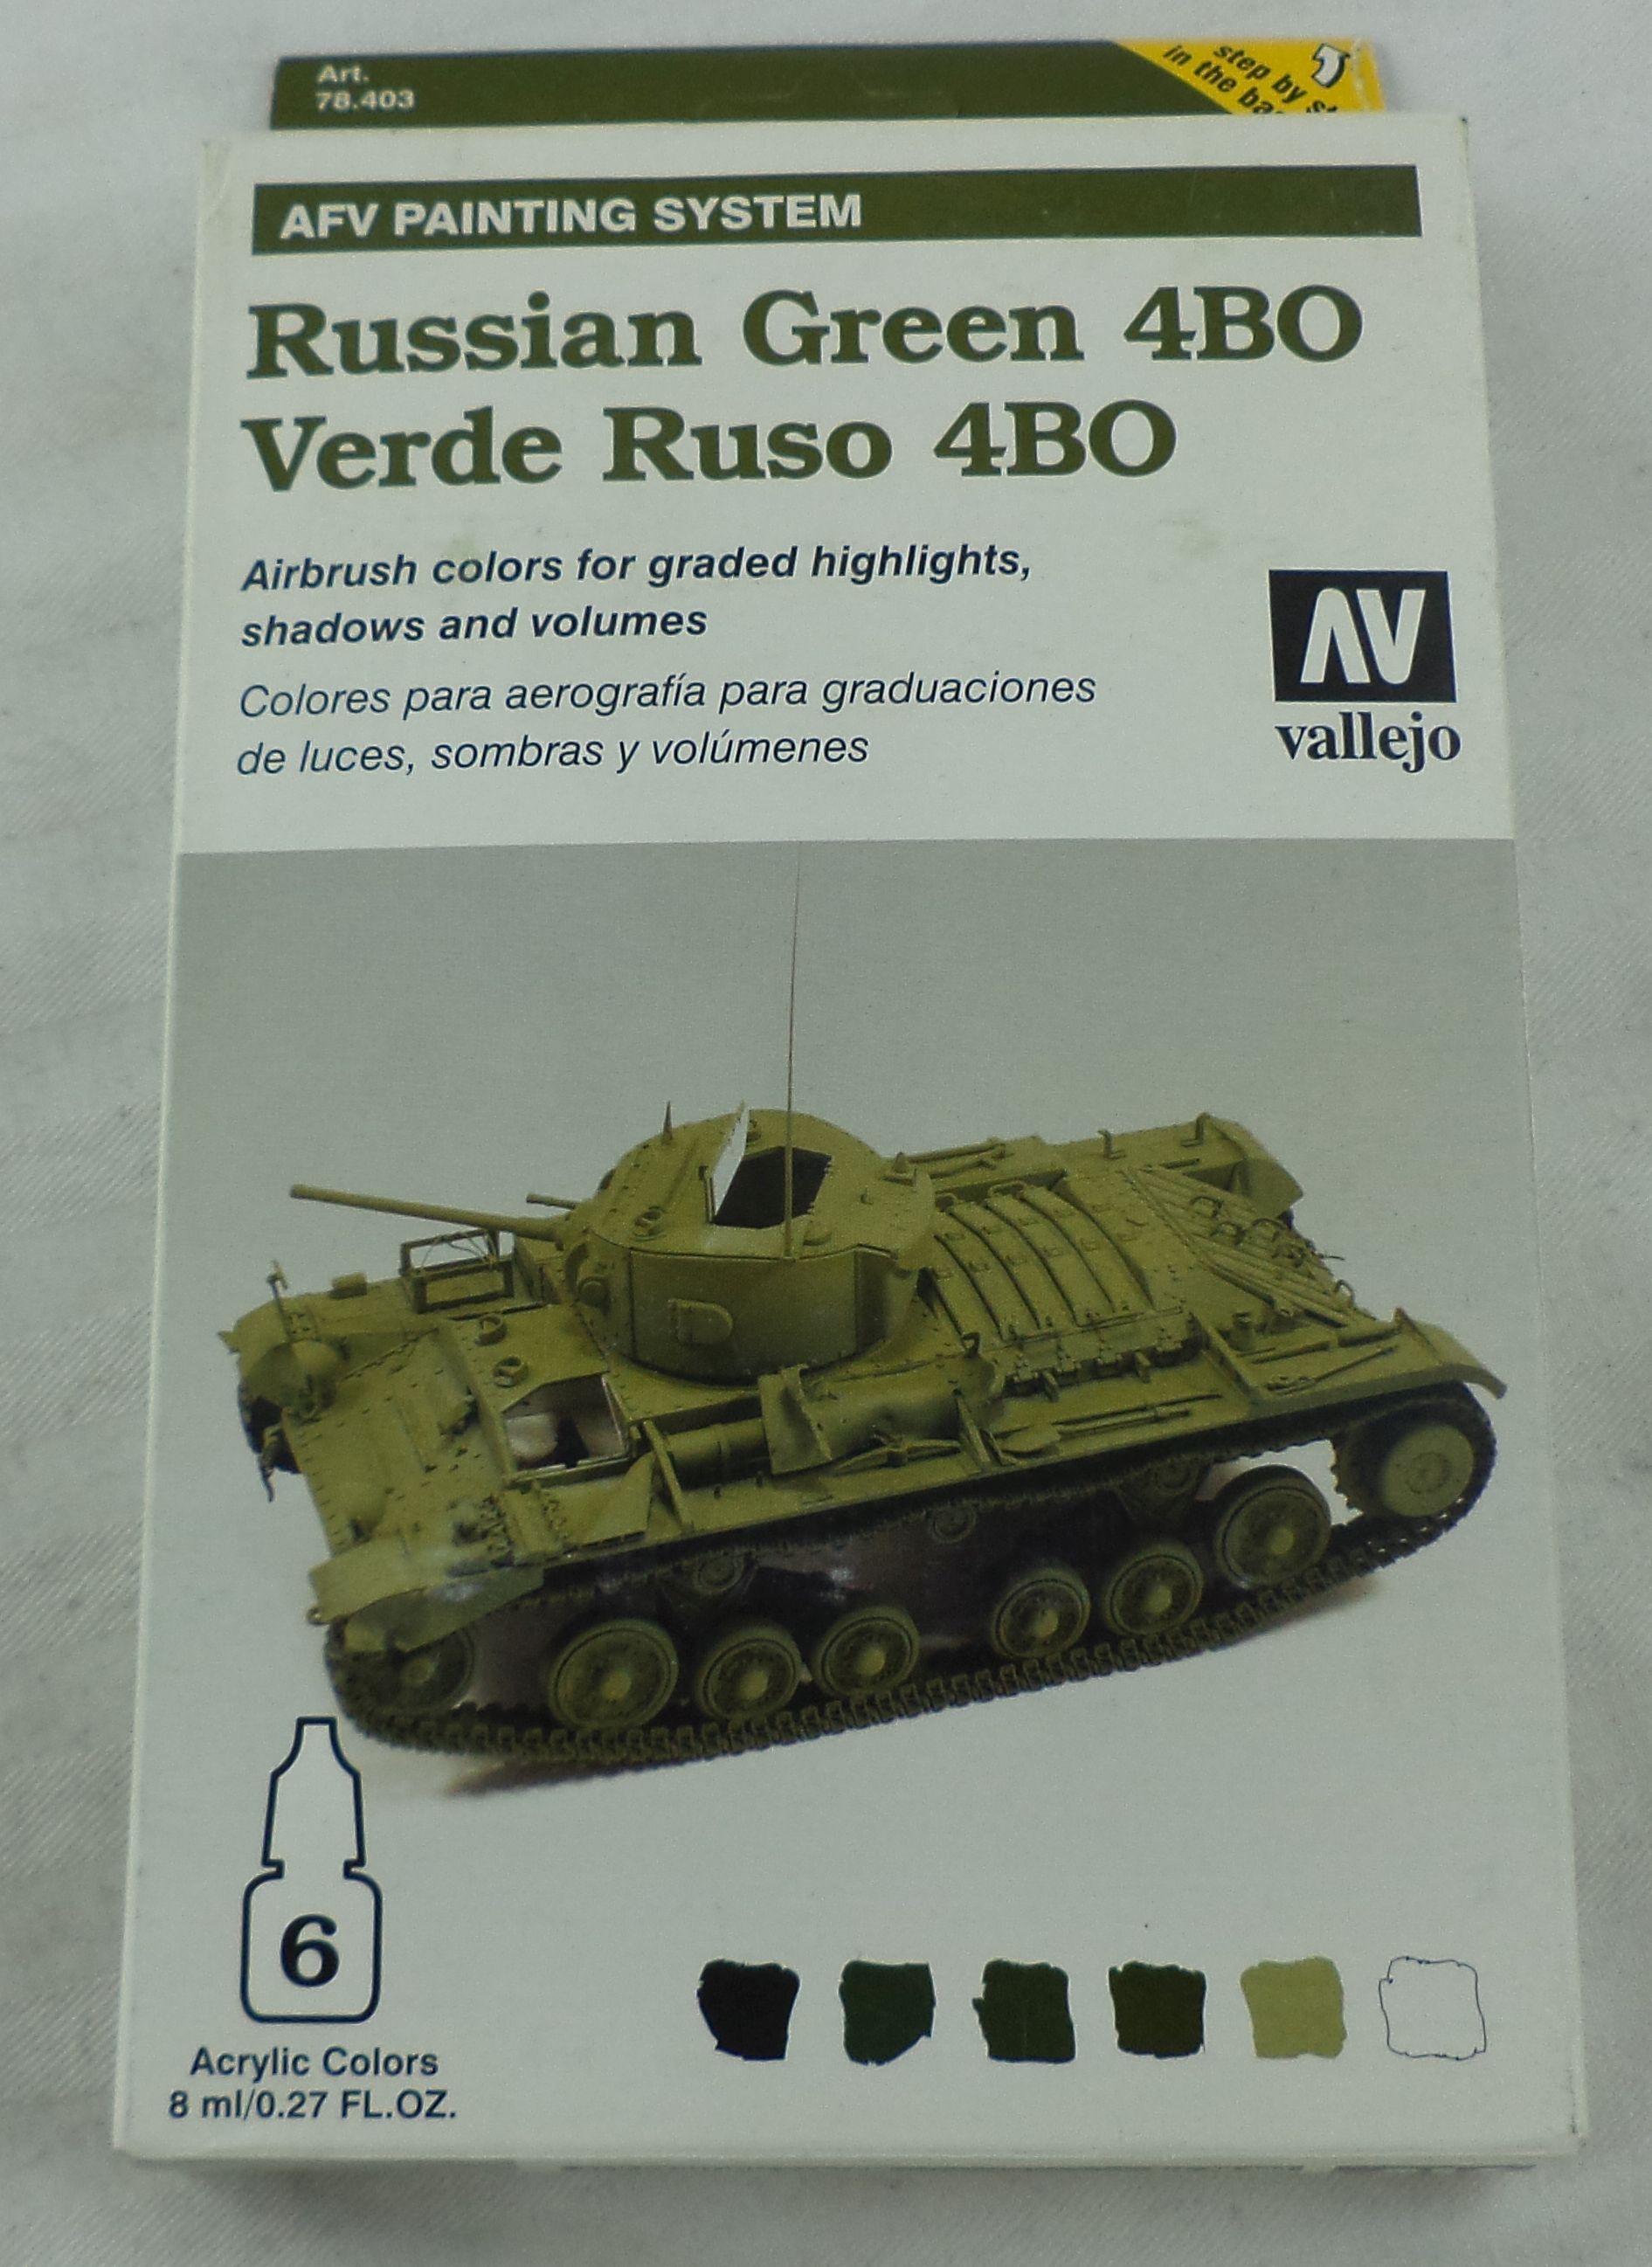 Art.
78.403
step by
in the
AFV PAINTING SYSTEM
Russian Green 4BO
Verde Ruso 4BO
Airbrush colors for graded highlights,
shadows and volumes
Colores para aerografía para graduaciones
de luces, sombras y volúmenes
AV
vallejo
6
Acrylic Colors
8 ml/0.27 FL.OZ.